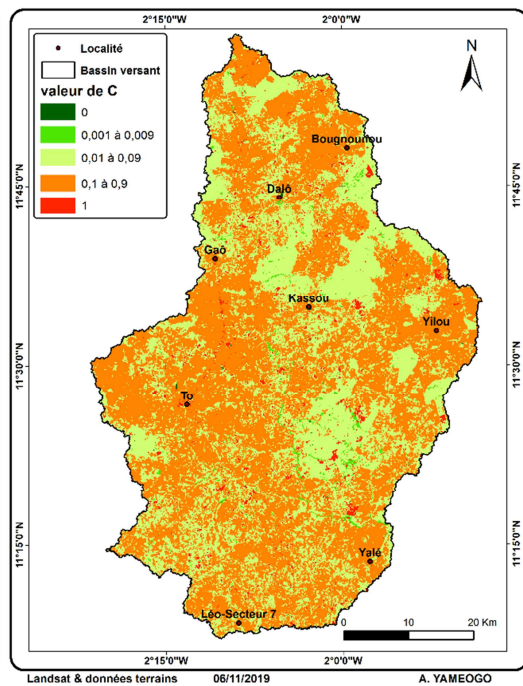 2°15'0"W 2°0'0"W
Localité
Bassin versant
valeur de C
0
0,001 à 0,009
0,01 à 0,09
0,1 à 0,9
1
N
Bougnounou
11°45'0"N 11°45'0"N
Dalô
Gaô
Kassou
Yilou
11°30'0"N 11°30'0"N
To
11°15'0"N 11°15'0"N
Yalé
Léo-Secteur 7
0 10 20 Km
2°15'0"W 2°0'0"W
Landsat & données terrains 06/11/2019 A. YAMEOGO